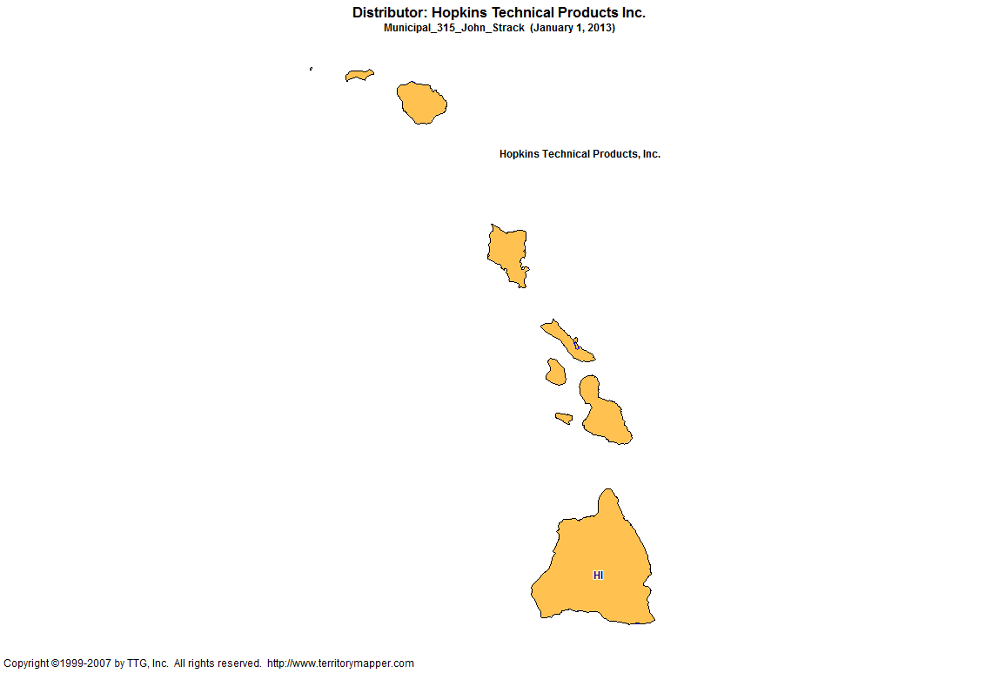 Distributor: Hopkins Technical Products Inc.
Municipal_315_John_Strack (January 1, 2013)
Hopkins Technical Products, Inc.
HI
Copyright ©1999-2007 by TTG, Inc. All rights reserved. http://www.territorymapper.com